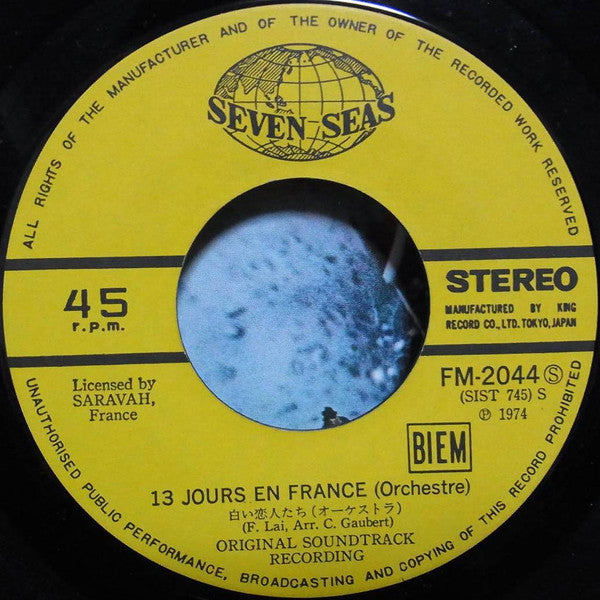 ALL RIGHTS OF THE MANUFACTURER AND OF THE OWNER OF THE RECORDED WORK RESERVED
SEVEN SEAS
45
r.p.m.
STEREO
MANUFACTURED BY KING
RECORD CO., LTD. TOKYO, JAPAN
Licensed by
SARAVAH,
France
FM-2044 Ⓢ
(SIST 745) S
℗ 1974
BIEM
13 JOURS EN FRANCE (Orchestre)
白い恋人たち (オーケストラ)
(F. Lai, Arr. C. Gaubert)
ORIGINAL SOUNDTRACK
RECORDING
UNAUTHORISED PUBLIC PERFORMANCE, BROADCASTING AND COPYING OF THIS RECORD PROHIBITED